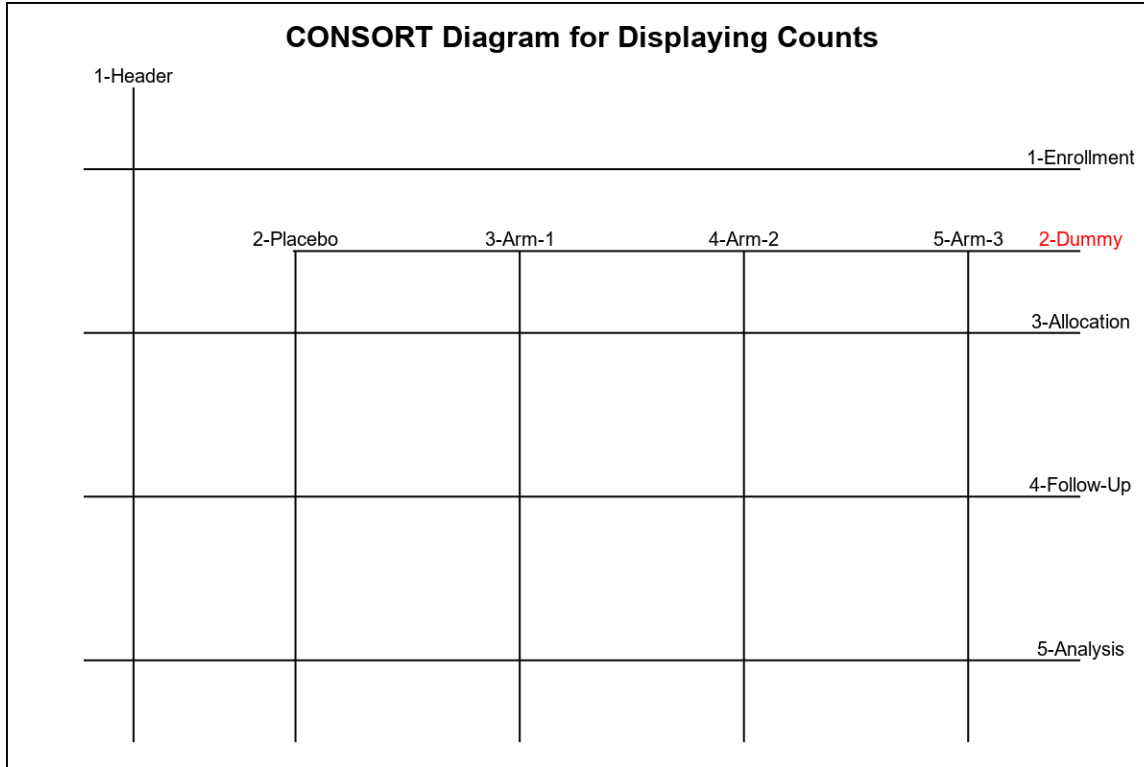 CONSORT Diagram for Displaying Counts
1-Header
1-Enrollment
2-Placebo 3-Arm-1 4-Arm-2 5-Arm-3 2-Dummy
3-Allocation
4-Follow-Up
5-Analysis